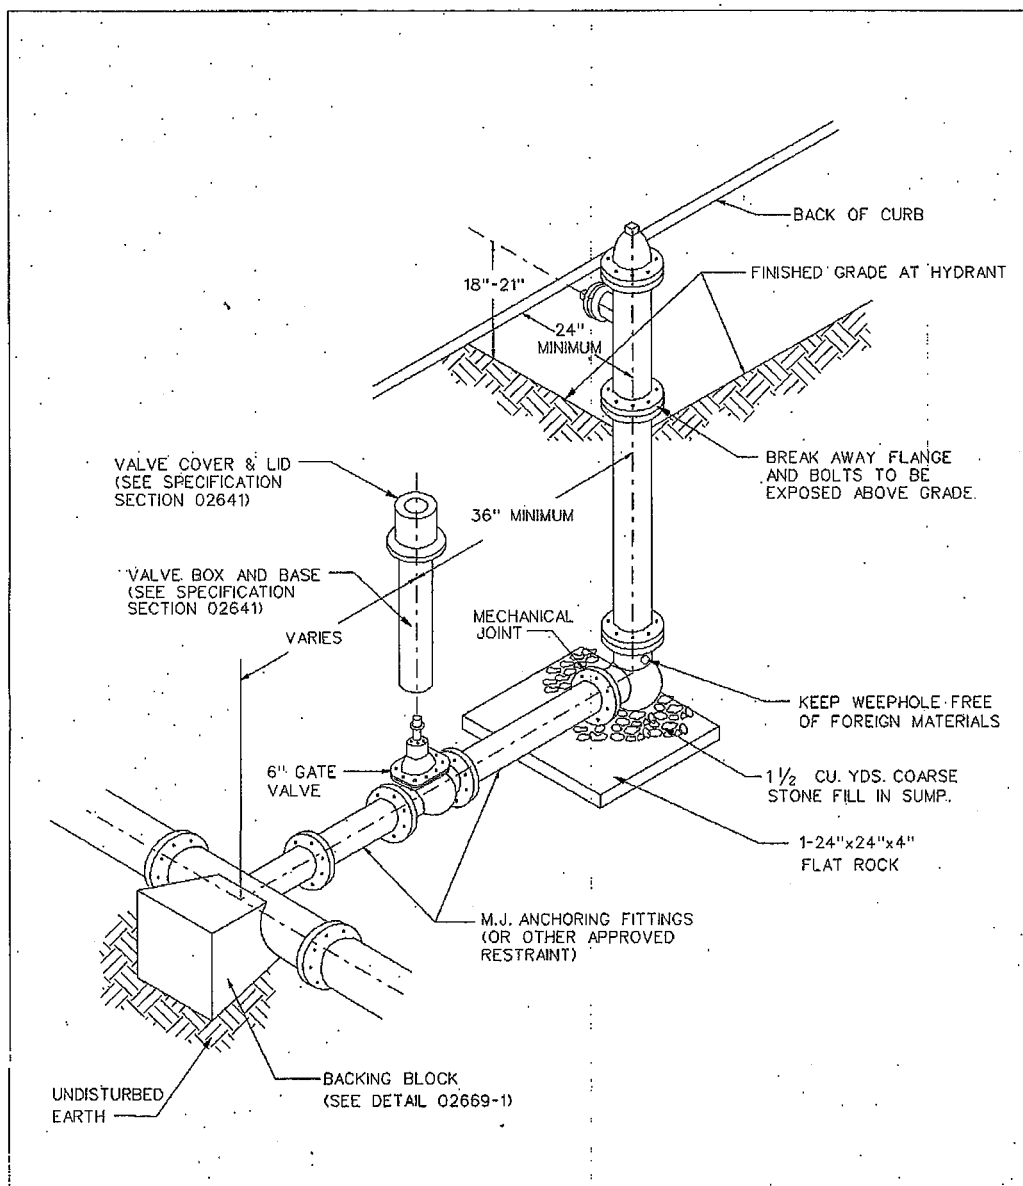 BACK OF CURB
FINISHED GRADE AT HYDRANT
18"-21"
24"
MINIMUM
VALVE COVER & LID
(SEE SPECIFICATION
SECTION 02641)
BREAK AWAY FLANGE
AND BOLTS TO BE
EXPOSED ABOVE GRADE.
36" MINIMUM
VALVE BOX AND BASE
(SEE SPECIFICATION
SECTION 02641)
MECHANICAL
JOINT
VARIES
KEEP WEEPHOLE FREE
OF FOREIGN MATERIALS
6" GATE
VALVE
1 1/2 CU. YDS. COARSE
STONE FILL IN SUMP.
1-24"x24"x4"
FLAT ROCK
M.J. ANCHORING FITTINGS
(OR OTHER APPROVED
RESTRAINT)
BACKING BLOCK
(SEE DETAIL 02669-1)
UNDISTURBED
EARTH